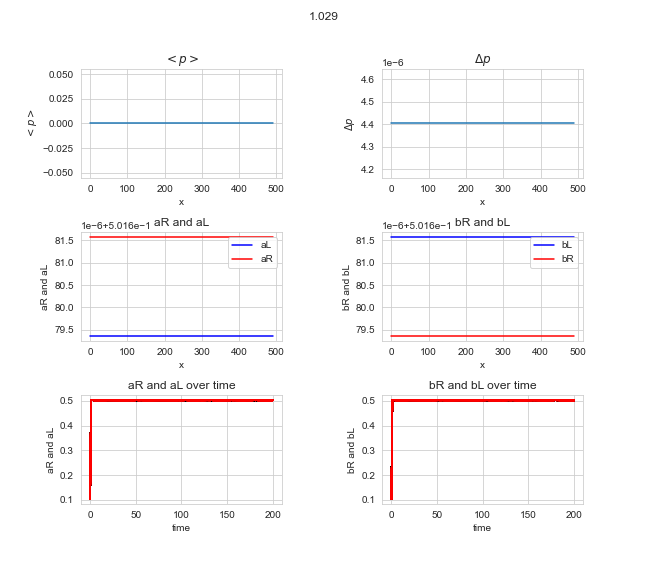 1.029
< p >
Δp
1e−6
0.050
0.025
0.000
−0.025
−0.050
< p >
0
100
200
300
400
500
x
4.6
4.5
4.4
4.3
4.2
Δp
0
100
200
300
400
500
x
aR and aL
1e−6+5.016e−1
81.5
81.0
80.5
80.0
79.5
aR and aL
aL
aR
0
100
200
300
400
500
x
bR and bL
1e−6+5.016e−1
81.5
81.0
80.5
80.0
79.5
bR and bL
bL
bR
0
100
200
300
400
500
x
aR and aL over time
0.5
0.4
0.3
0.2
0.1
aR and aL
0
50
100
150
200
time
bR and bL over time
0.5
0.4
0.3
0.2
0.1
bR and bL
0
50
100
150
200
time